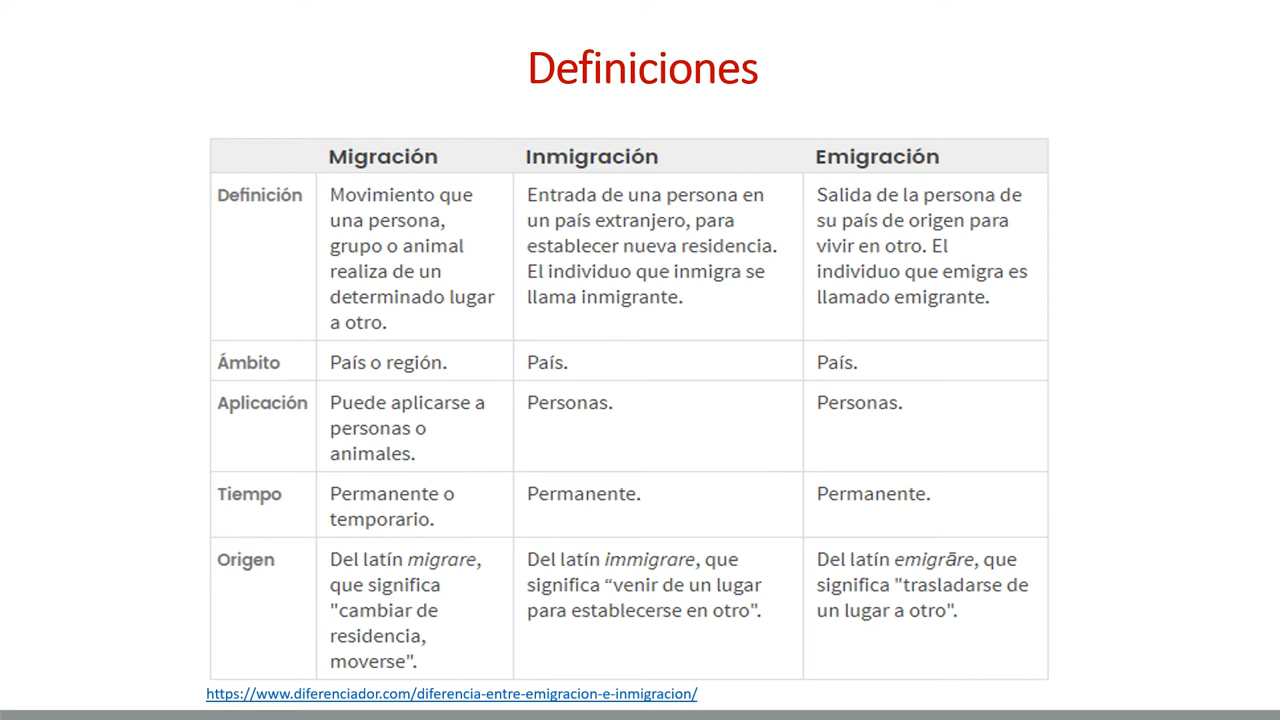 Definiciones
Migración
Inmigración
Emigración
Definición
Movimiento que
una persona,
grupo o animal
realiza de un
determinado lugar
a otro.
Entrada de una persona en
un país extranjero, para
establecer nueva residencia.
El individuo que inmigra se
llama inmigrante.
Salida de la persona de
su país de origen para
vivir en otro. El
individuo que emigra es
llamado emigrante.
Ámbito
País o región.
País.
País.
Aplicación
Puede aplicarse a
personas o
animales.
Personas.
Personas.
Tiempo
Permanente o
temporario.
Permanente.
Permanente.
Origen
Del latín migrare,
que significa
"cambiar de
residencia,
moverse".
Del latín immigrare, que
significa “venir de un lugar
para establecerse en otro".
Del latín emigrāre, que
significa "trasladarse de
un lugar a otro".
https://www.diferenciador.com/diferencia-entre-emigracion-e-inmigracion/